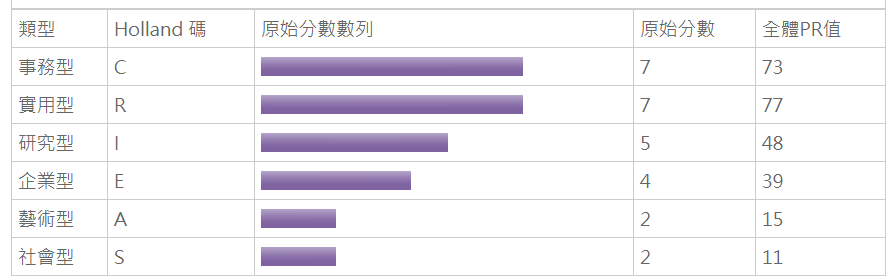 類型 Holland 碼 原始分數數列 原始分數 全體PR值
事務型 C 7 73
實用型 R 7 77
研究型 I 5 48
企業型 E 4 39
藝術型 A 2 15
社會型 S 2 11